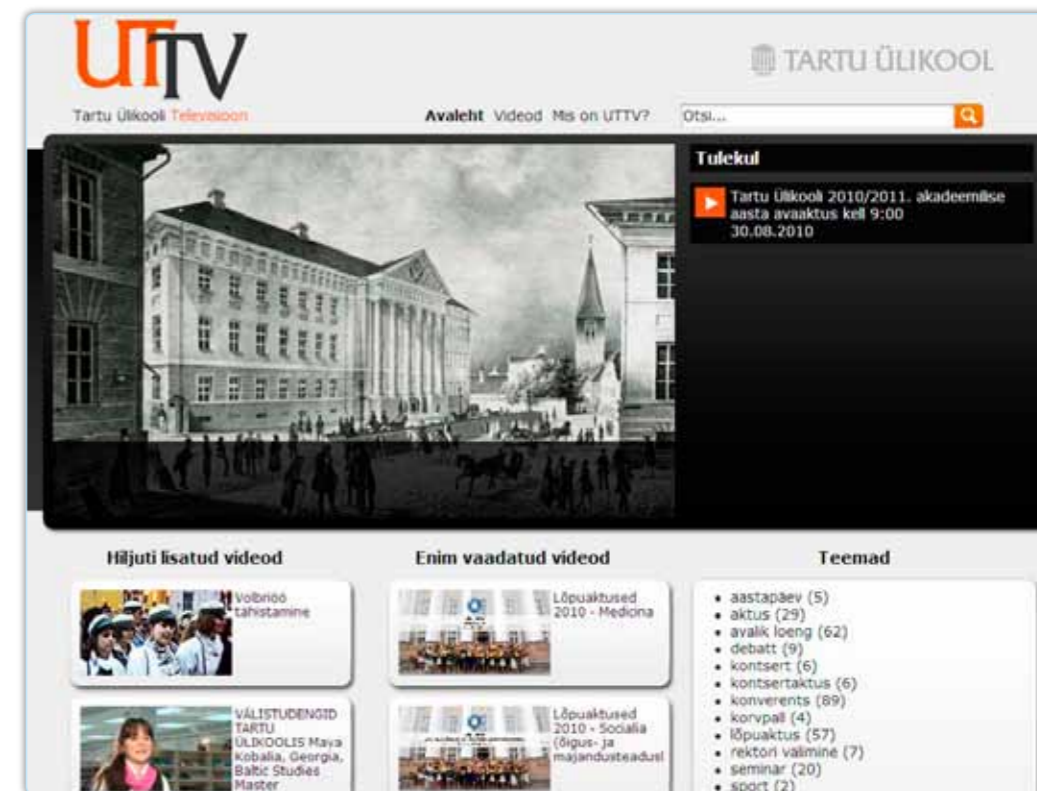 UTTV
TARTU ÜLIKOOL
Tartu Ülikooli Televisioon
Avaleht Videod Mis on UTTV?
Otsi...
Tulekul
Tartu Ülikooli 2010/2011. akadeemilise
aasta avaaktus kell 9:00
30.08.2010
Hiljuti lisatud videod
Volbriöö
tähistamine
VÄLISTUDENGID
TARTU
ÜLIKOOLIS Maya
Kobalia, Georgia,
Baltic Studies
Master
Enim vaadatud videod
Lõpuaktused
2010 - Medicina
Lõpuaktused
2010 - Socialia
(õigus- ja
majandusteadus)
Teemad
• aastapäev (5)
• aktus (29)
• avalik loeng (62)
• debatt (9)
• kontsert (6)
• kontsertaktus (6)
• konverents (89)
• korvpall (4)
• lõpuaktus (57)
• rektori valimine (7)
• seminar (20)
• sport (2)